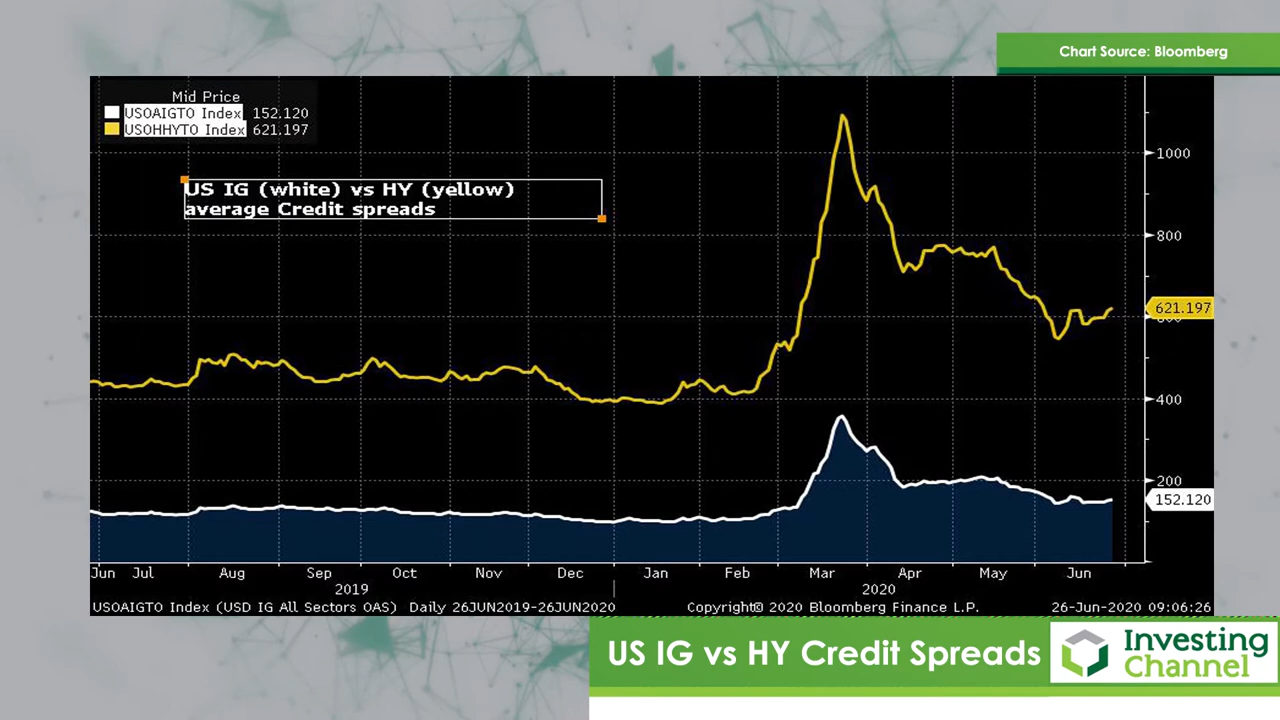 Chart Source: Bloomberg
Mid Price
USOAIGTO Index 152.120
USOHHYTO Index 621.197
US IG (white) vs HY (yellow)
average Credit spreads
1000
800
621.197
600
400
200
152.120
Jun Jul Aug Sep Oct Nov Dec Jan Feb Mar Apr May Jun
2019 2020
USOAIGTO Index (USD IG All Sectors OAS) Daily 26JUN2019-26JUN2020 Copyright© 2020 Bloomberg Finance L.P. 26-Jun-2020 09:06:26
US IG vs HY Credit Spreads
Investing
Channel